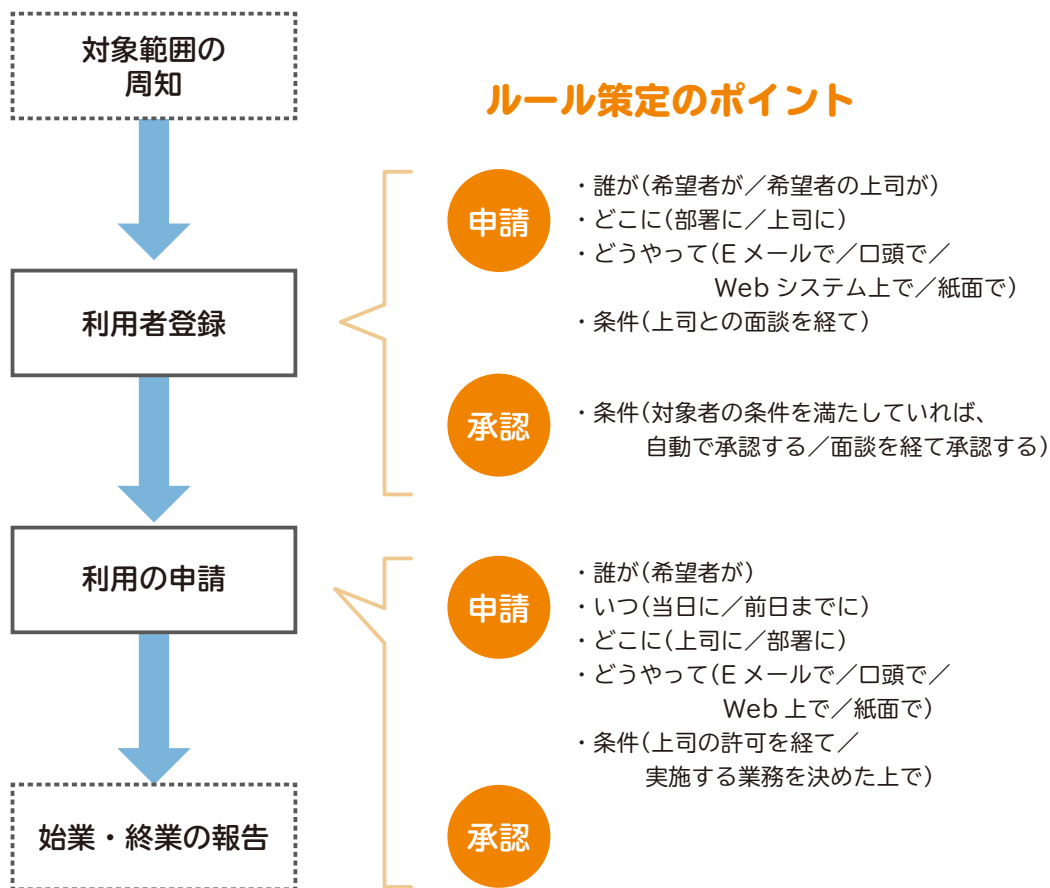 対象範囲の
周知
ルール策定のポイント
申請
・誰が（希望者が／希望者の上司が）
・どこに（部署に／上司に）
・どうやって（Eメールで／口頭で／
Webシステム上で／紙面で）
・条件（上司との面談を経て）
利用者登録
承認
・条件（対象者の条件を満たしていれば、
自動で承認する／面談を経て承認する）
利用の申請
申請
・誰が（希望者が）
・いつ（当日に／前日までに）
・どこに（上司に／部署に）
・どうやって（Eメールで／口頭で／
Web上で／紙面で）
・条件（上司の許可を経て／
実施する業務を決めた上で）
始業・終業の報告
承認